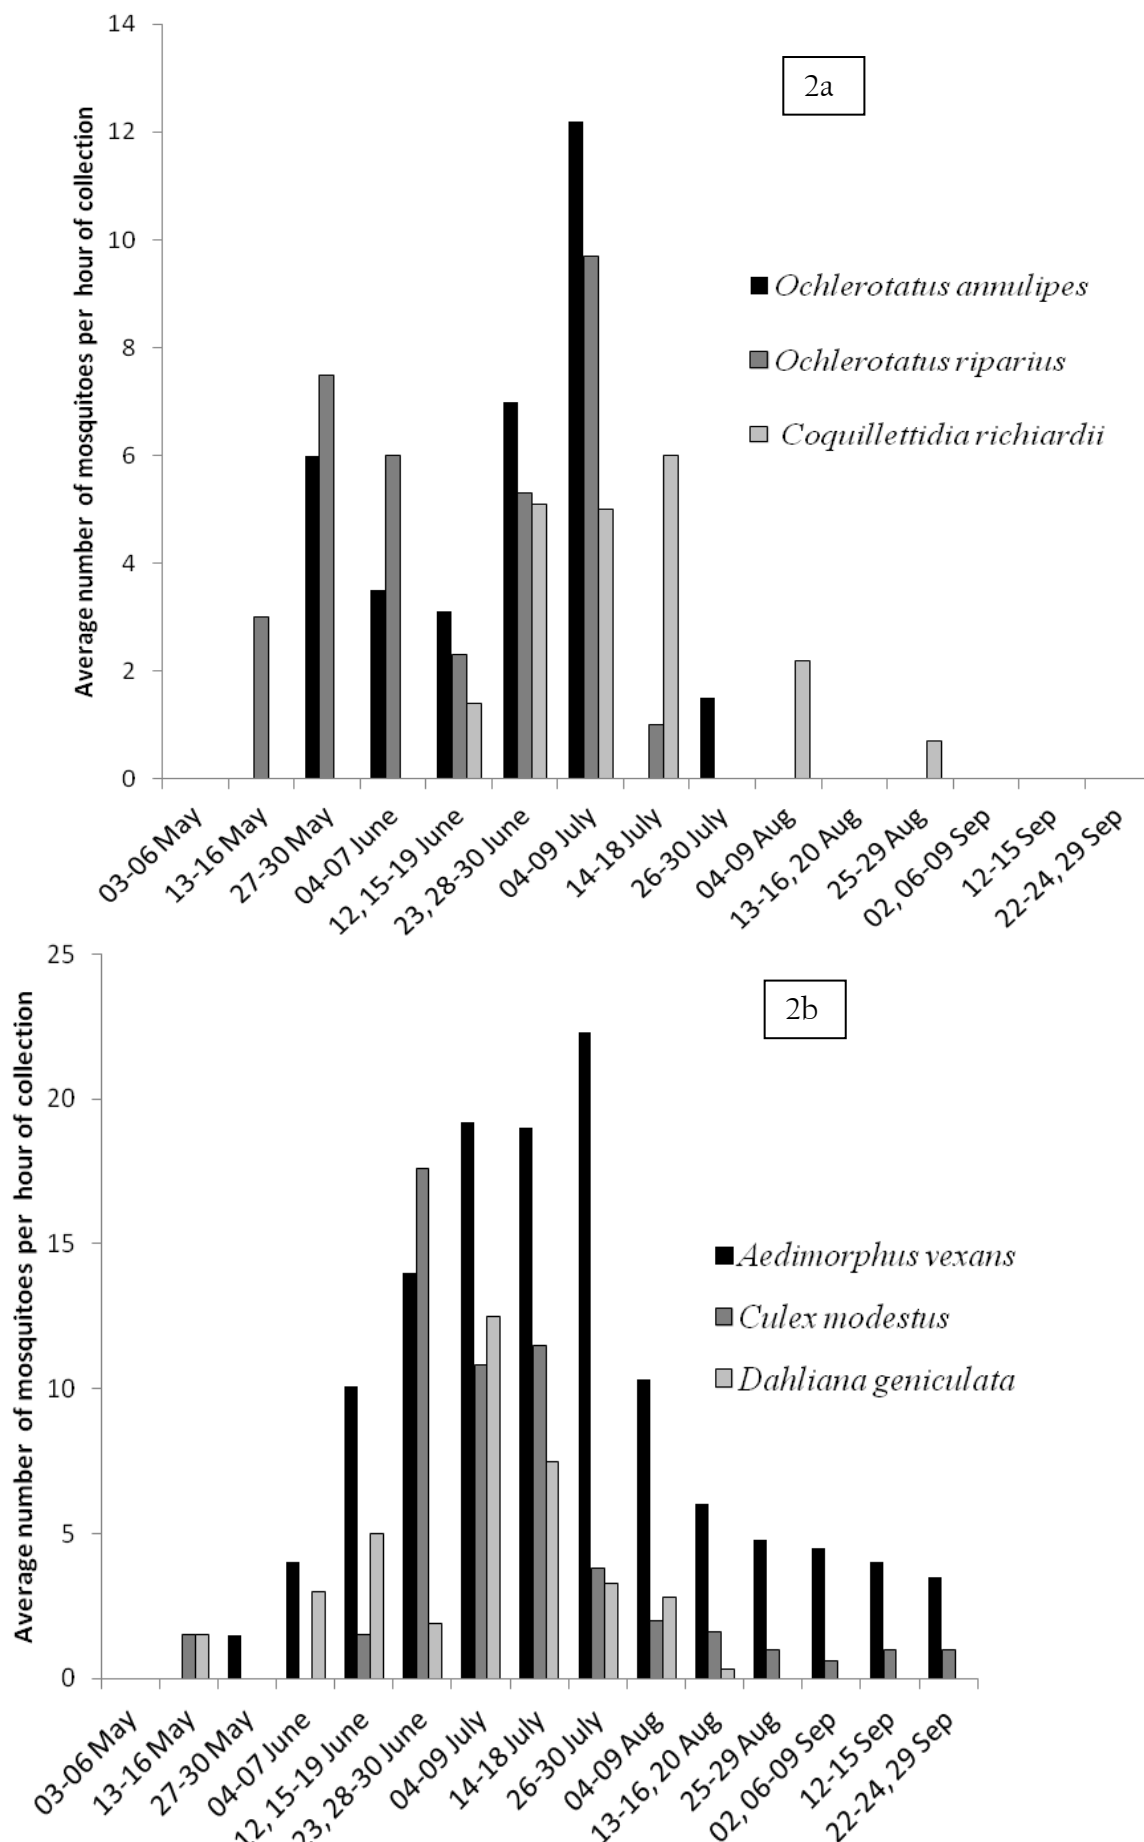 14
2a
12
10
8
6
4
2
0
Average number of mosquitoes per hour of collection
Ochlerotatus annulipes
Ochlerotatus riparius
Coquillettidia richiardii
03-06 May
13-16 May
27-30 May
04-07 June
12, 15-19 June
23, 28-30 June
04-09 July
14-18 July
26-30 July
04-09 Aug
13-16, 20 Aug
25-29 Aug
02, 06-09 Sep
12-15 Sep
22-24, 29 Sep
25
2b
20
15
10
5
0
Average number of mosquitoes per hour of collection
Aedimorphus vexans
Culex modestus
Dahliana geniculata
03-06 May
13-16 May
27-30 May
04-07 June
12, 15-19 June
23, 28-30 June
04-09 July
14-18 July
26-30 July
04-09 Aug
13-16, 20 Aug
25-29 Aug
02, 06-09 Sep
12-15 Sep
22-24, 29 Sep